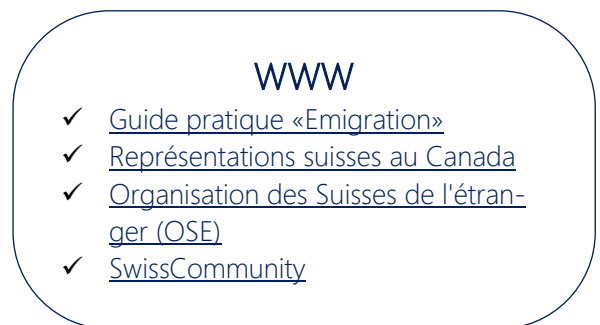 WWW
✓ Guide pratique «Emigration»
✓ Représentations suisses au Canada
✓ Organisation des Suisses de l'étran-
ger (OSE)
✓ SwissCommunity